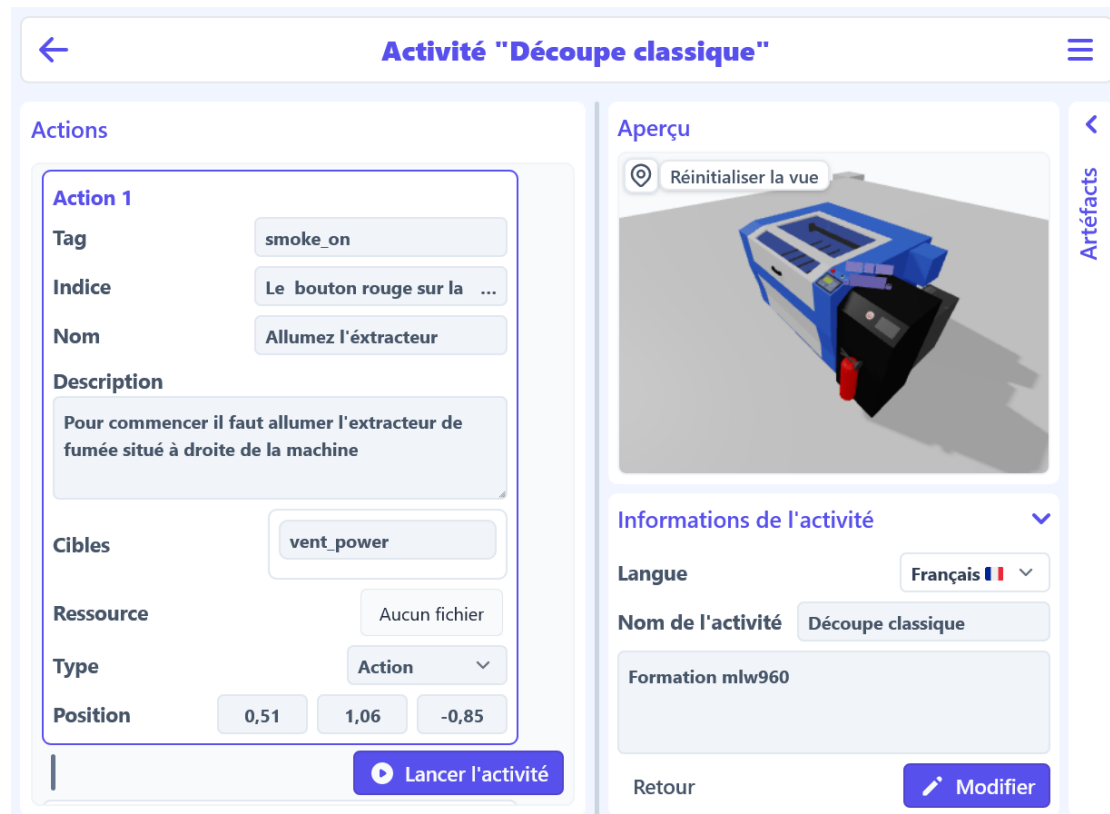 Activité "Découpe classique"
Actions
Action 1
Tag
smoke_on
Indice
Le bouton rouge sur la ...
Nom
Allumez l'éxtracteur
Description
Pour commencer il faut allumer l'extracteur de
fumée situé à droite de la machine
Cibles
vent_power
Ressource
Aucun fichier
Type
Action
Position
0,51
1,06
-0,85
Lancer l'activité
Aperçu
Réinitialiser la vue
Informations de l'activité
Langue
Français
Nom de l'activité
Découpe classique
Formation mlw960
Retour
Modifier
Artéfacts